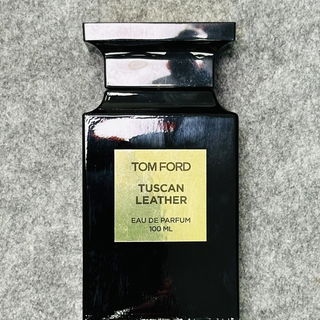 TOM FORD
TUSCAN
LEATHER
EAU DE PARFUM
100 ML